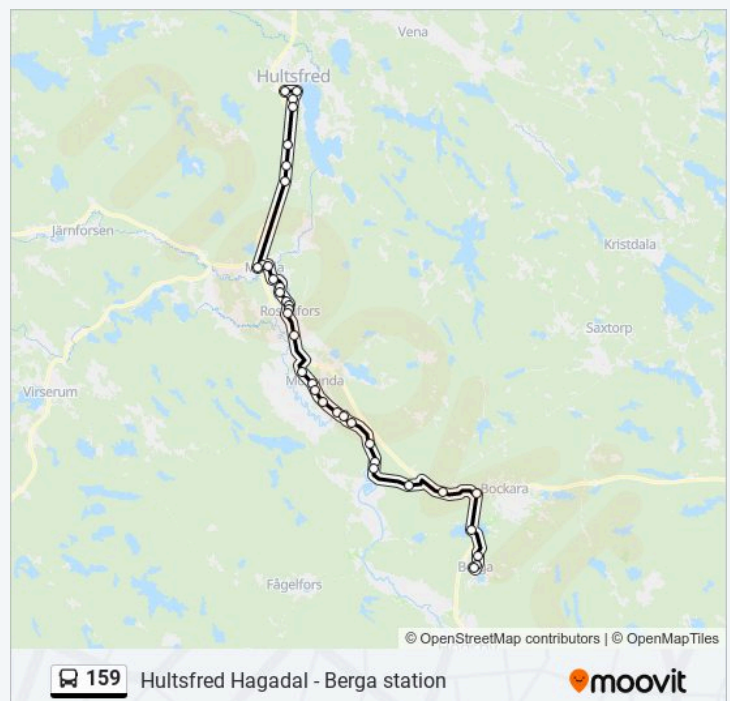 Vena
Hultsfred
Järnforsen
Kristdala
Saxtorp
Virserum
Bockara
Fågelfors
© OpenStreetMap contributors | © OpenMapTiles
159 Hultsfred Hagadal - Berga station
moovit